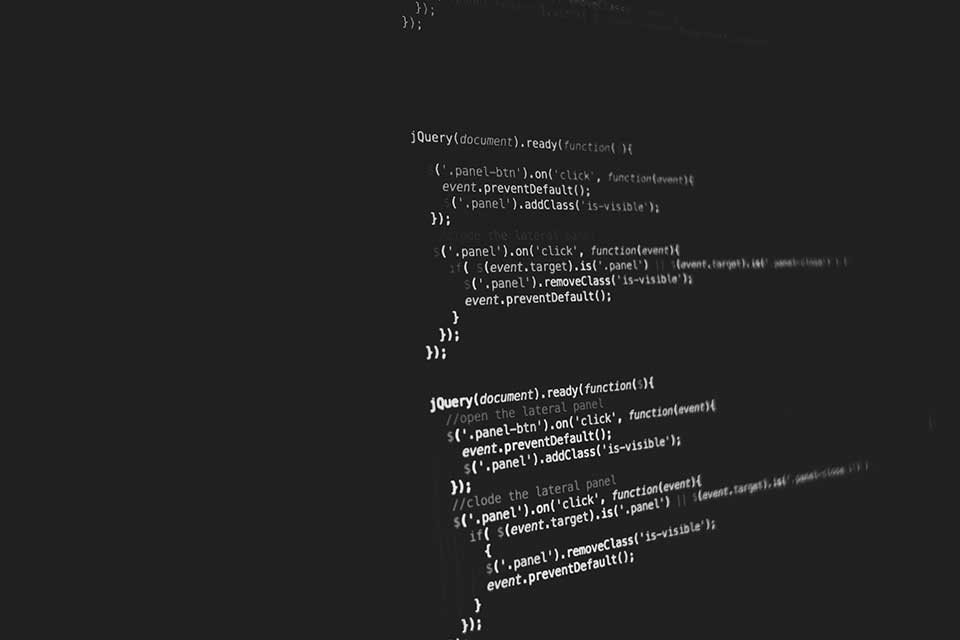 });
});
jQuery(document).ready(function( ){
$('.panel-btn').on('click', function(event){
event.preventDefault();
$('.panel').addClass('is-visible');
});
//clode the lateral panel
$('.panel').on('click', function(event){
if( $(event.target).is('.panel') || $(event.target).is('.panel-close') ) {
$('.panel').removeClass('is-visible');
event.preventDefault();
}
});
});
jQuery(document).ready(function($){
//open the lateral panel
$('.panel-btn').on('click', function(event){
event.preventDefault();
$('.panel').addClass('is-visible');
});
//clode the lateral panel
$('.panel').on('click', function(event){
if( $(event.target).is('.panel') || $(event.target).is('.panel-close') )
{
$('.panel').removeClass('is-visible');
event.preventDefault();
}
});